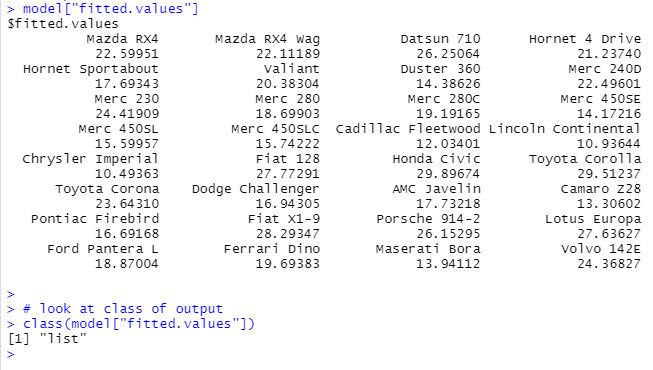 > model["fitted.values"]
$fitted.values
Mazda RX4 Mazda RX4 Wag Datsun 710 Hornet 4 Drive
22.59951 22.11189 26.25064 21.23740
Hornet Sportabout Valiant Duster 360 Merc 240D
17.69343 20.38304 14.38626 22.49601
Merc 230 Merc 280 Merc 280C Merc 450SE
24.41909 18.69903 19.19165 14.17216
Merc 450SL Merc 450SLC Cadillac Fleetwood Lincoln Continental
15.59957 15.74222 12.03401 10.93644
Chrysler Imperial Fiat 128 Honda Civic Toyota Corolla
10.49363 27.77291 29.89674 29.51237
Toyota Corona Dodge Challenger AMC Javelin Camaro Z28
23.64310 16.94305 17.73218 13.30602
Pontiac Firebird Fiat X1-9 Porsche 914-2 Lotus Europa
16.69168 28.29347 26.15295 27.63627
Ford Pantera L Ferrari Dino Maserati Bora Volvo 142E
18.87004 19.69383 13.94112 24.36827
>
> # look at class of output
> class(model["fitted.values"])
[1] "list"
>